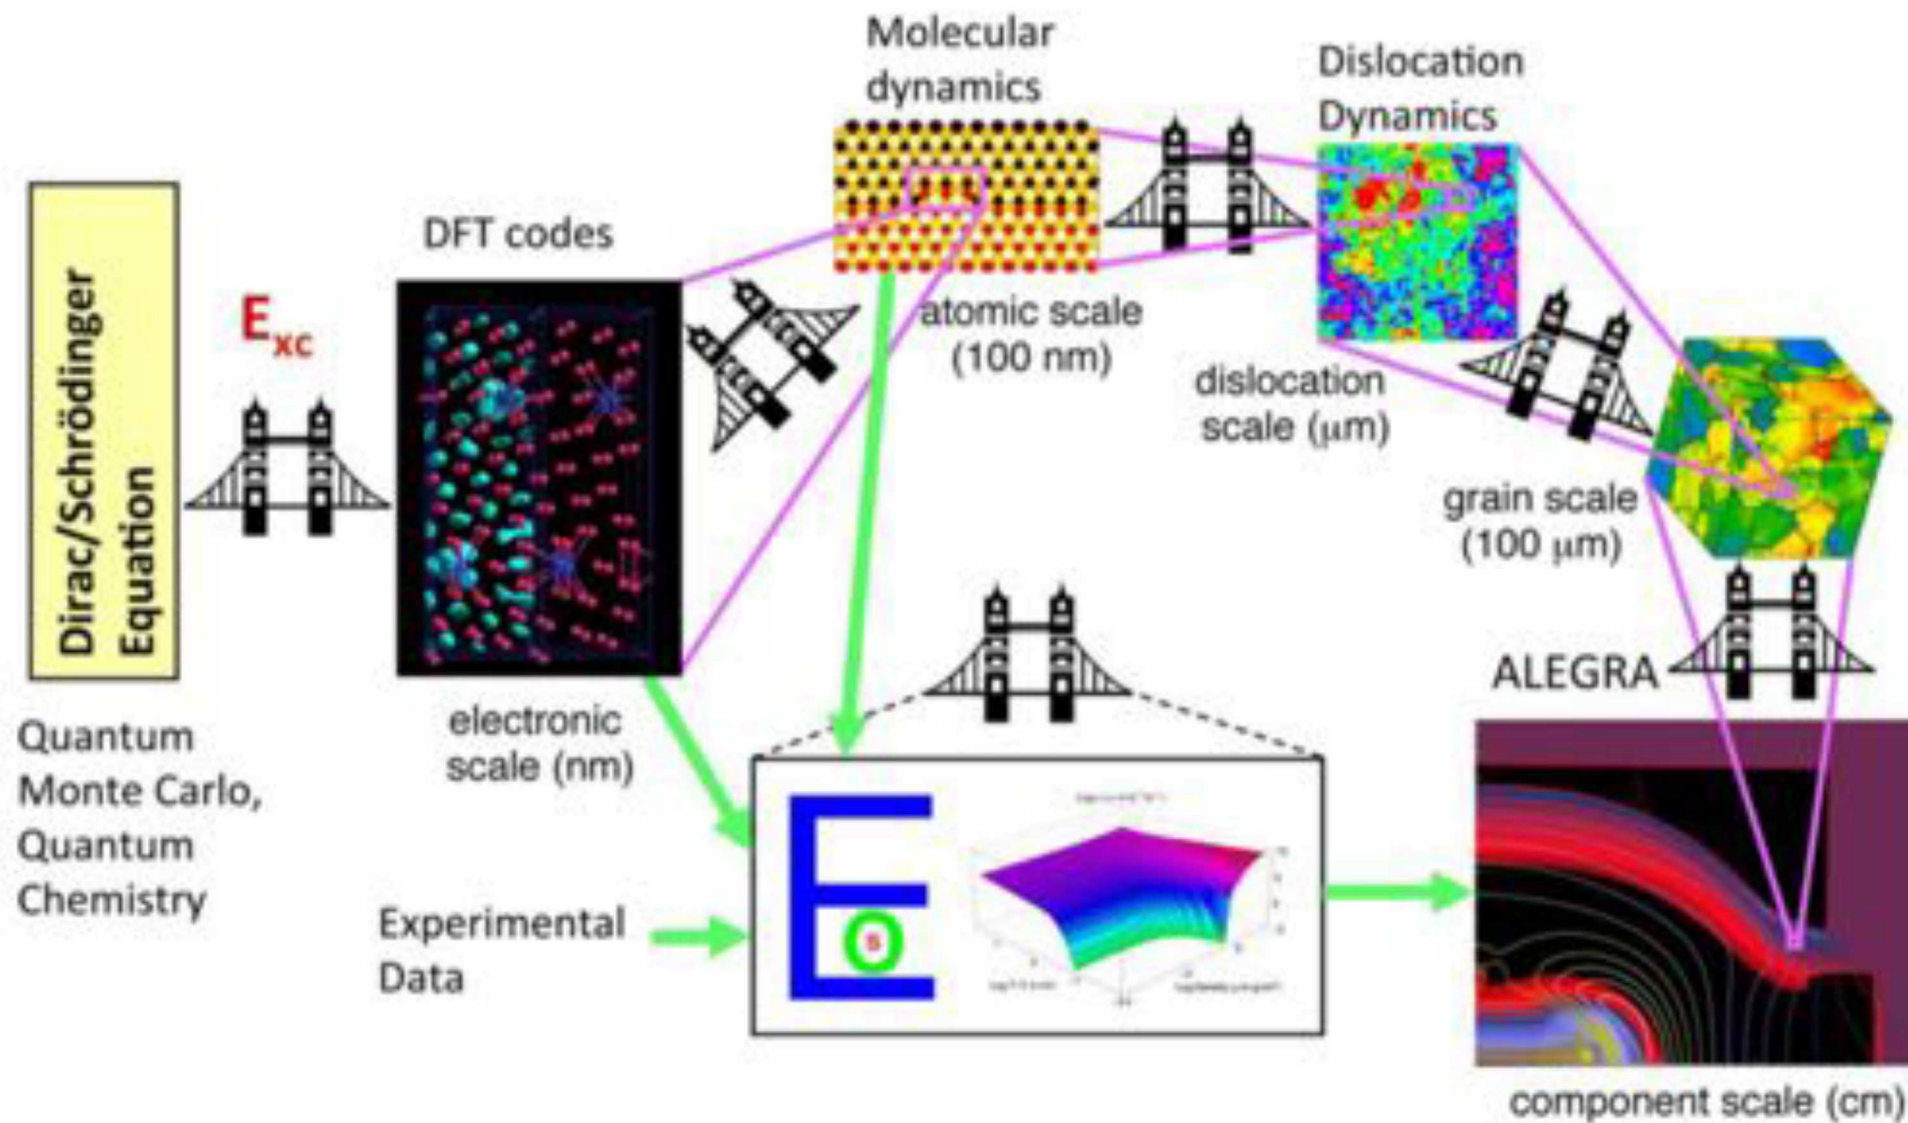 Molecular
dynamics
Dislocation
Dynamics
DFT codes
E_xc
Dirac/Schrödinger
Equation
atomic scale
(100 nm)
dislocation
scale (μm)
grain scale
(100 μm)
ALEGRA
electronic
scale (nm)
Quantum
Monte Carlo,
Quantum
Chemistry
Experimental
Data
E
O
S
component scale (cm)